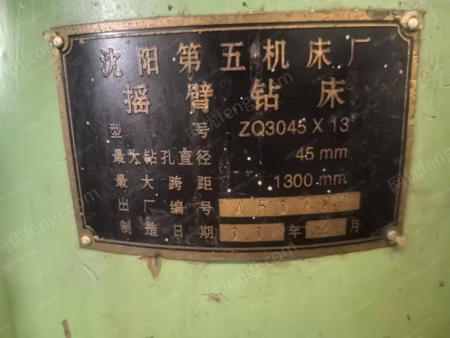 沈阳第五机床厂
摇臂钻床
型号 ZQ3045 X 13
最大钻孔直径 45 mm
最大跨距 1300 mm
出厂编号
制造日期 年 月